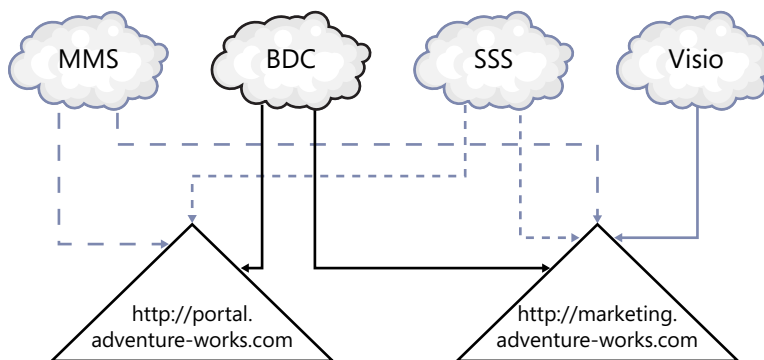 MMS
BDC
SSS
Visio
http://portal.
adventure-works.com
http://marketing.
adventure-works.com